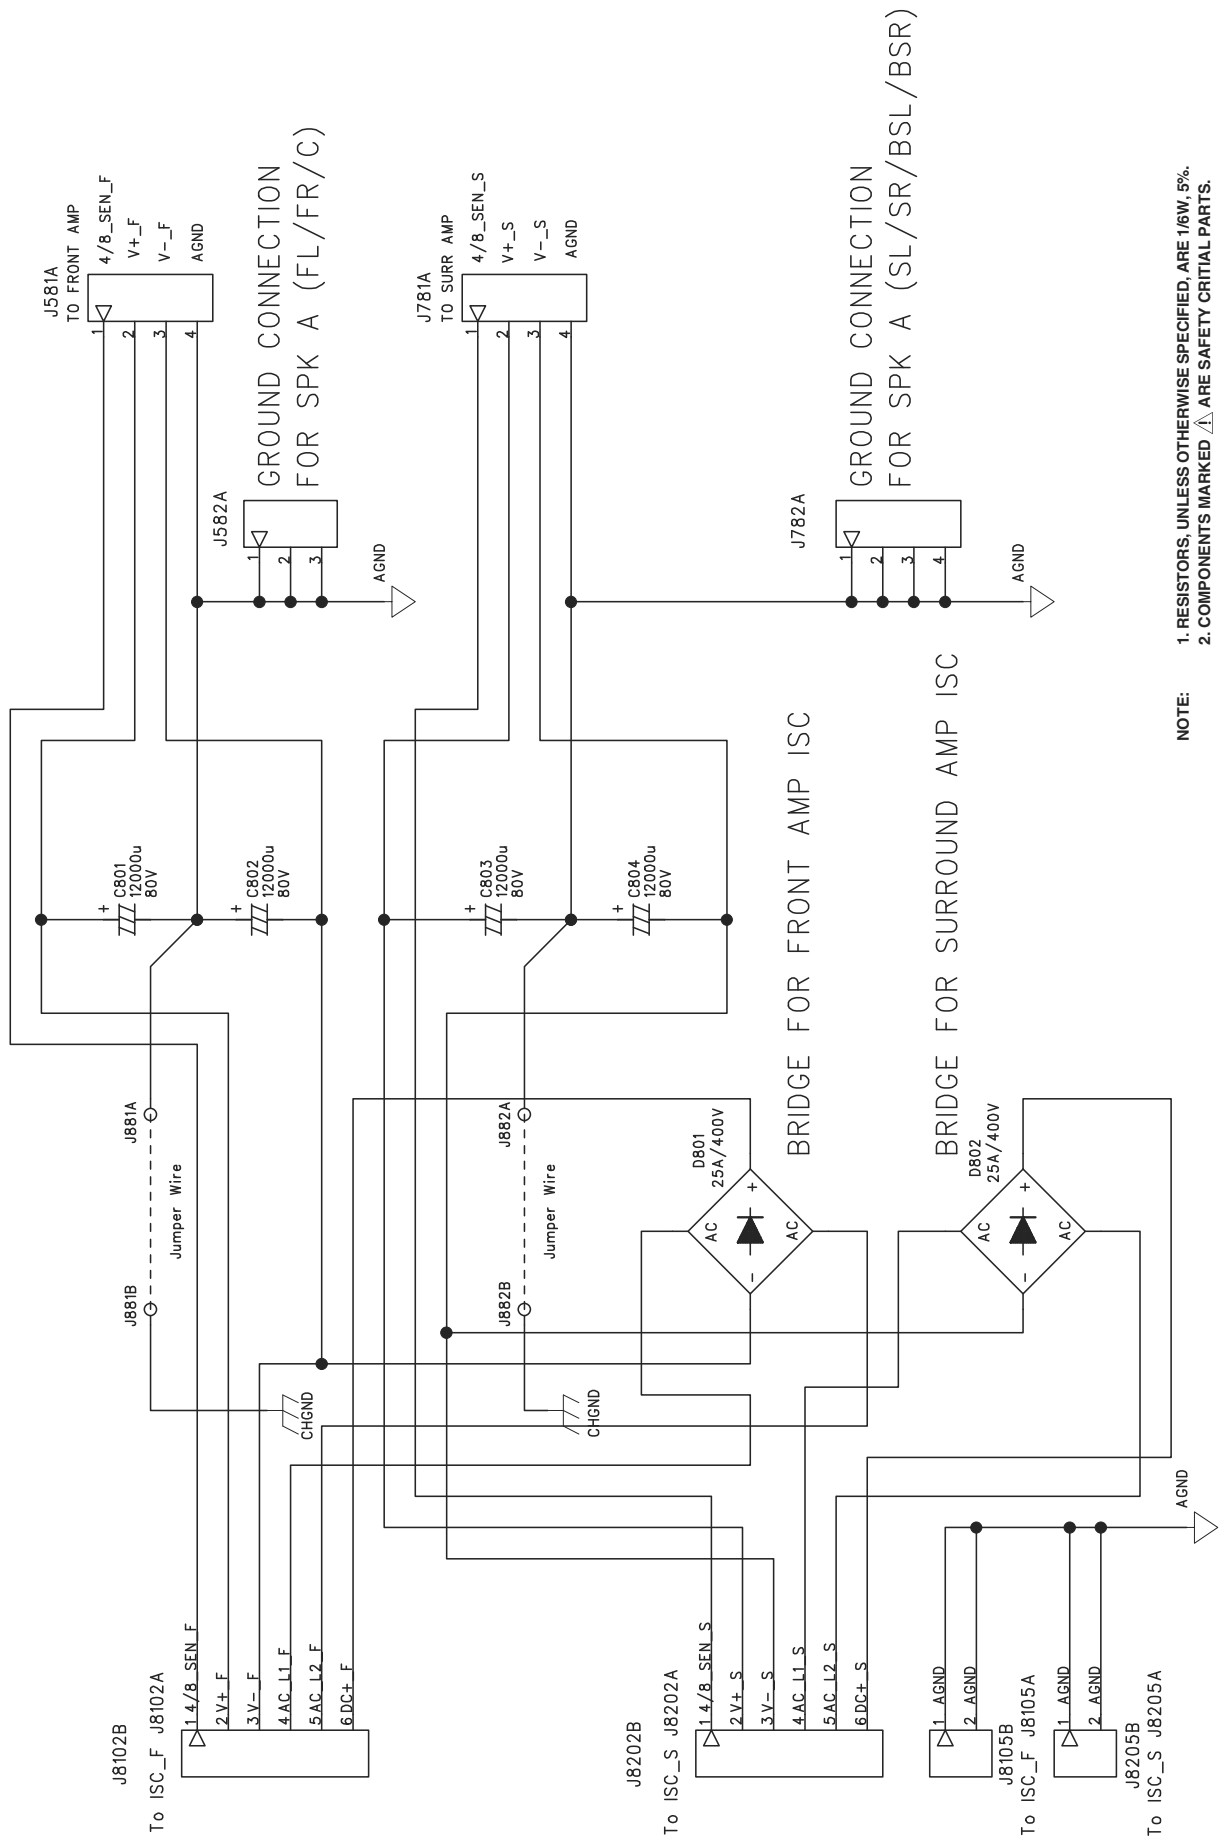 J8102B
To ISC_F J8102A
1 4/8_SEN_F
2 V+_F
3 V-_F
4 AC_L1_F
5 AC_L2_F
6 DC+_F
J881B
J881A
Jumper Wire
CHGND
C801
12000u
80V
+
C802
12000u
80V
+
J581A
TO FRONT AMP
1
2
3
4
4/8_SEN_F
V+_F
V-_F
AGND
J582A
1
2
3
AGND
GROUND CONNECTION
FOR SPK A (FL/FR/C)
J8202B
To ISC_S J8202A
1 4/8_SEN_S
2 V+_S
3 V-_S
4 AC_L1_S
5 AC_L2_S
6 DC+_S
J882B
J882A
Jumper Wire
CHGND
C803
12000u
80V
+
C804
12000u
80V
+
J781A
TO SURR AMP
1
2
3
4
4/8_SEN_S
V+_S
V-_S
AGND
J782A
1
2
3
4
AGND
GROUND CONNECTION
FOR SPK A (SL/SR/BSL/BSR)
D801
25A/400V
AC
AC
-
+
BRIDGE FOR FRONT AMP ISC
D802
25A/400V
AC
AC
-
+
BRIDGE FOR SURROUND AMP ISC
1 AGND
2 AGND
J8105B
To ISC_F J8105A
1 AGND
2 AGND
J8205B
To ISC_S J8205A
AGND
NOTE:
1. RESISTORS, UNLESS OTHERWISE SPECIFIED, ARE 1/6W, 5%.
2. COMPONENTS MARKED ⚠ ARE SAFETY CRITIAL PARTS.